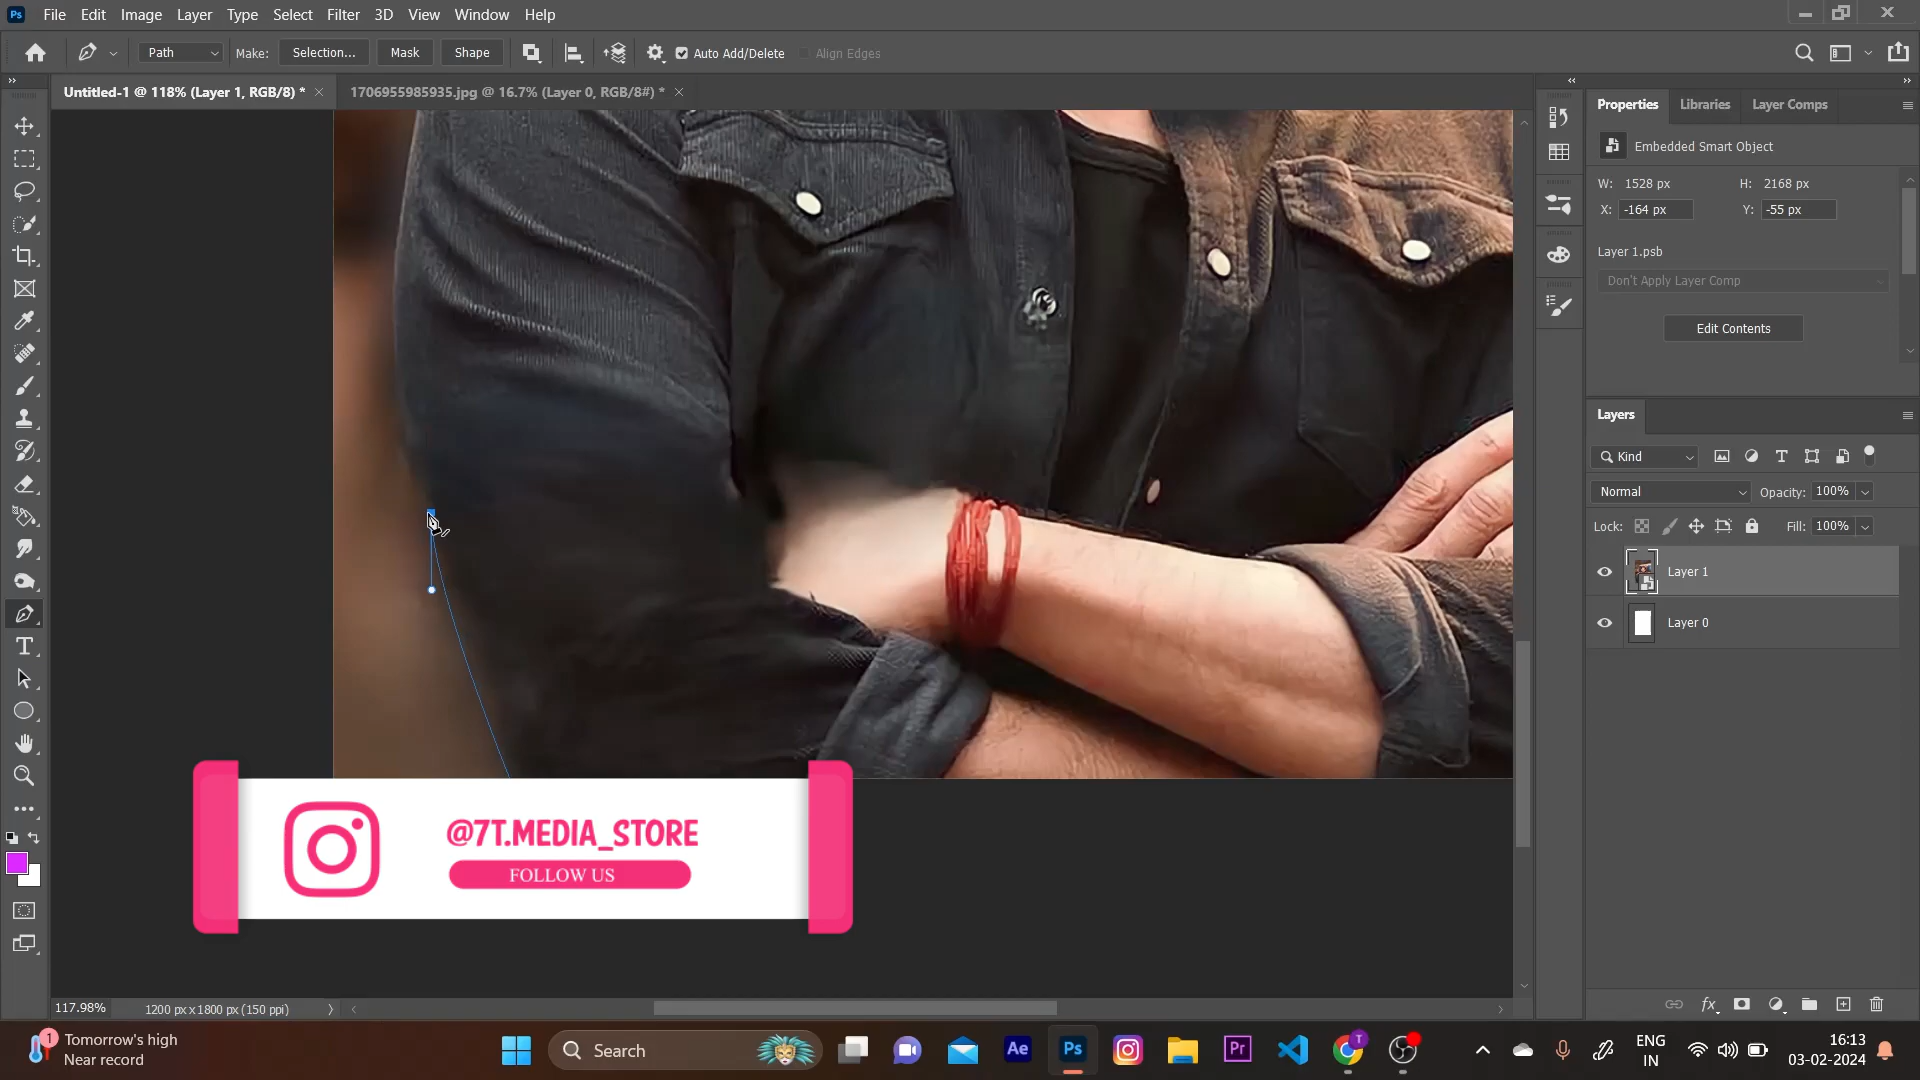 File Edit Image Layer Type Select Filter 3D View Window Help
Path Make: Selection... Mask Shape Auto Add/Delete Align Edges
Untitled-1 @ 118% (Layer 1, RGB/8) * 1706955985935.jpg @ 16.7% (Layer 0, RGB/8#) *
Properties Libraries Layer Comps
Embedded Smart Object
W: 1528 px H: 2168 px
X: -164 px Y: -55 px
Layer 1.psb
Don't Apply Layer Comp
Edit Contents
Layers
Kind
Normal Opacity: 100%
Lock: Fill: 100%
Layer 1
Layer 0
@7T.MEDIA_STORE
FOLLOW US
117.98% 1200 px x 1800 px (150 ppi)
1
Tomorrow's high
Near record
Search
Ae
Ps
Pr
T
ENG
IN
16:13
03-02-2024